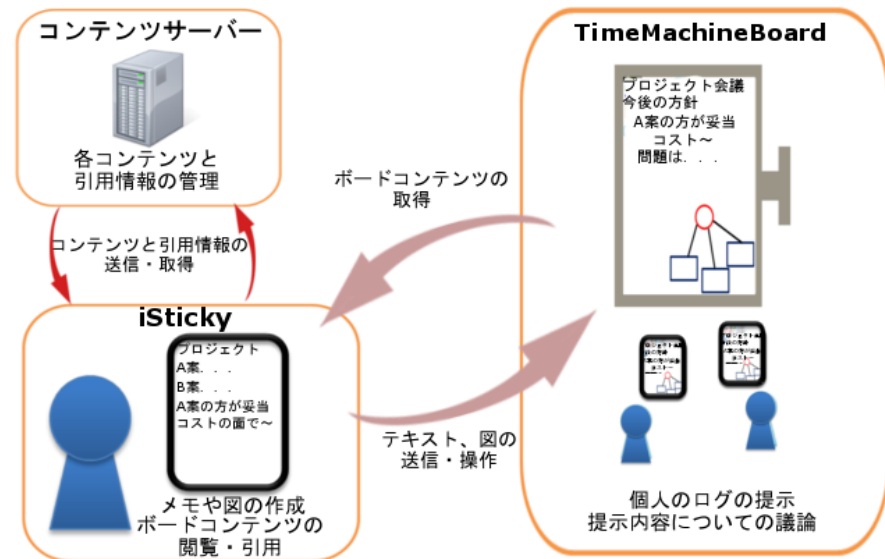 コンテンツサーバー
各コンテンツと
引用情報の管理
コンテンツと引用情報の
送信・取得
iSticky
プロジェクト
A案. . .
B案. . .
A案の方が妥当
コストの面で～
メモや図の作成
ボードコンテンツの
閲覧・引用
ボードコンテンツの
取得
テキスト、図の
送信・操作
TimeMachineBoard
プロジェクト会議
今後の方針
A案の方が妥当
コスト～
問題は. . .
個人のログの提示
提示内容についての議論